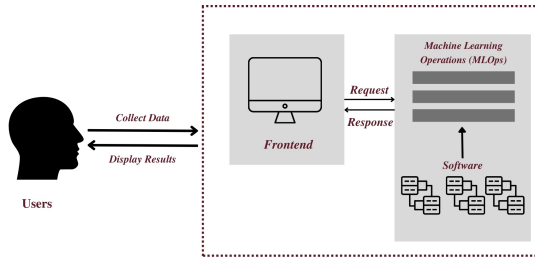 Machine Learning
Operations (MLOps)
Request
Response
Collect Data
Display Results
Frontend
Software
Users